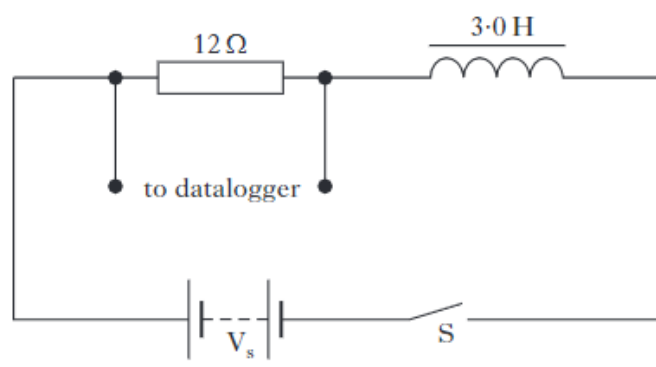 12 Ω
3·0 H
to datalogger
Vs
S